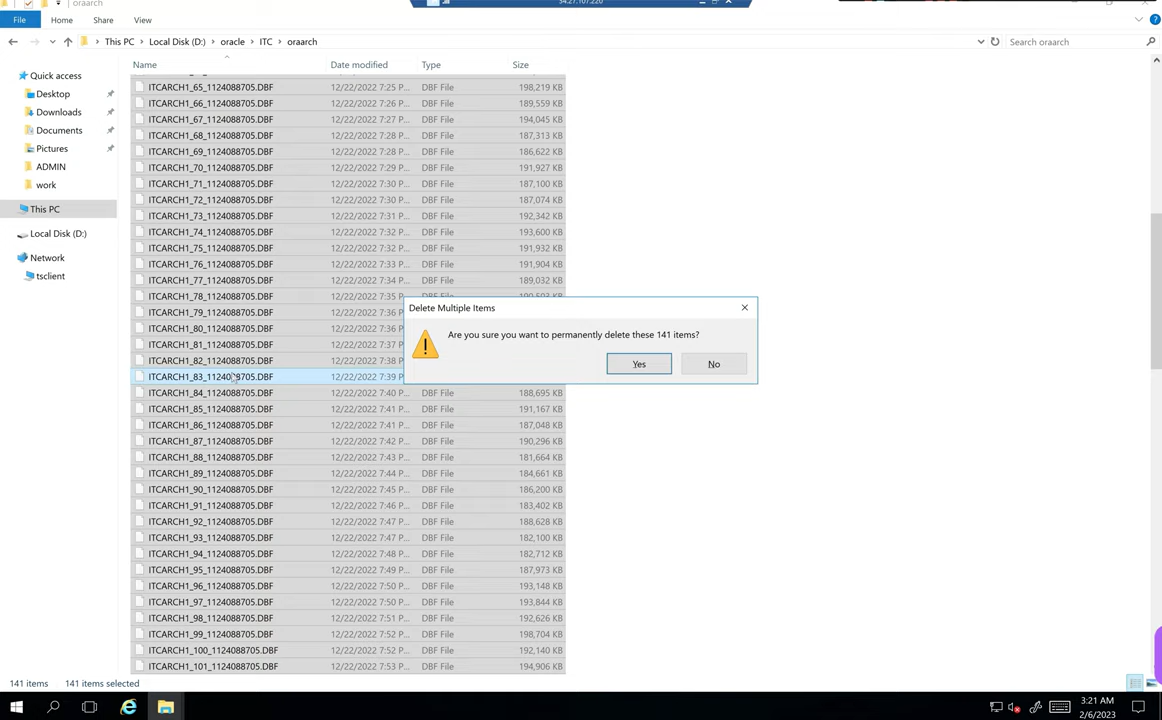 oraarch
54.27.107.220
File Home Share View
This PC Local Disk (D:) oracle ITC oraarch
Search oraarch
Name Date modified Type Size
Quick access
Desktop
Downloads
Documents
Pictures
ADMIN
work
This PC
Local Disk (D:)
Network
tsclient
ITCARCH1_65_1124088705.DBF 12/22/2022 7:25 P... DBF File 198,219 KB
ITCARCH1_66_1124088705.DBF 12/22/2022 7:26 P... DBF File 189,559 KB
ITCARCH1_67_1124088705.DBF 12/22/2022 7:27 P... DBF File 194,045 KB
ITCARCH1_68_1124088705.DBF 12/22/2022 7:28 P... DBF File 187,313 KB
ITCARCH1_69_1124088705.DBF 12/22/2022 7:28 P... DBF File 186,622 KB
ITCARCH1_70_1124088705.DBF 12/22/2022 7:29 P... DBF File 191,927 KB
ITCARCH1_71_1124088705.DBF 12/22/2022 7:30 P... DBF File 187,100 KB
ITCARCH1_72_1124088705.DBF 12/22/2022 7:30 P... DBF File 187,074 KB
ITCARCH1_73_1124088705.DBF 12/22/2022 7:31 P... DBF File 192,342 KB
ITCARCH1_74_1124088705.DBF 12/22/2022 7:32 P... DBF File 193,600 KB
ITCARCH1_75_1124088705.DBF 12/22/2022 7:32 P... DBF File 191,932 KB
ITCARCH1_76_1124088705.DBF 12/22/2022 7:33 P... DBF File 191,904 KB
ITCARCH1_77_1124088705.DBF 12/22/2022 7:34 P... DBF File 189,032 KB
ITCARCH1_78_1124088705.DBF 12/22/2022 7:35 P... DBF File 190,593 KB
ITCARCH1_79_1124088705.DBF 12/22/2022 7:36 P
ITCARCH1_80_1124088705.DBF 12/22/2022 7:36 P
ITCARCH1_81_1124088705.DBF 12/22/2022 7:37 P
ITCARCH1_82_1124088705.DBF 12/22/2022 7:38 P
ITCARCH1_83_1124088705.DBF 12/22/2022 7:39 P
Delete Multiple Items
Are you sure you want to permanently delete these 141 items?
Yes No
ITCARCH1_84_1124088705.DBF 12/22/2022 7:40 P... DBF File 188,695 KB
ITCARCH1_85_1124088705.DBF 12/22/2022 7:41 P... DBF File 191,167 KB
ITCARCH1_86_1124088705.DBF 12/22/2022 7:41 P... DBF File 187,048 KB
ITCARCH1_87_1124088705.DBF 12/22/2022 7:42 P... DBF File 190,296 KB
ITCARCH1_88_1124088705.DBF 12/22/2022 7:43 P... DBF File 181,664 KB
ITCARCH1_89_1124088705.DBF 12/22/2022 7:44 P... DBF File 184,661 KB
ITCARCH1_90_1124088705.DBF 12/22/2022 7:45 P... DBF File 186,200 KB
ITCARCH1_91_1124088705.DBF 12/22/2022 7:46 P... DBF File 183,402 KB
ITCARCH1_92_1124088705.DBF 12/22/2022 7:47 P... DBF File 188,628 KB
ITCARCH1_93_1124088705.DBF 12/22/2022 7:47 P... DBF File 182,100 KB
ITCARCH1_94_1124088705.DBF 12/22/2022 7:48 P... DBF File 182,712 KB
ITCARCH1_95_1124088705.DBF 12/22/2022 7:49 P... DBF File 187,973 KB
ITCARCH1_96_1124088705.DBF 12/22/2022 7:50 P... DBF File 193,148 KB
ITCARCH1_97_1124088705.DBF 12/22/2022 7:50 P... DBF File 193,844 KB
ITCARCH1_98_1124088705.DBF 12/22/2022 7:51 P... DBF File 192,626 KB
ITCARCH1_99_1124088705.DBF 12/22/2022 7:52 P... DBF File 198,704 KB
ITCARCH1_100_1124088705.DBF 12/22/2022 7:52 P... DBF File 192,140 KB
ITCARCH1_101_1124088705.DBF 12/22/2022 7:53 P... DBF File 194,906 KB
141 items 141 items selected
3:21 AM
2/6/2023